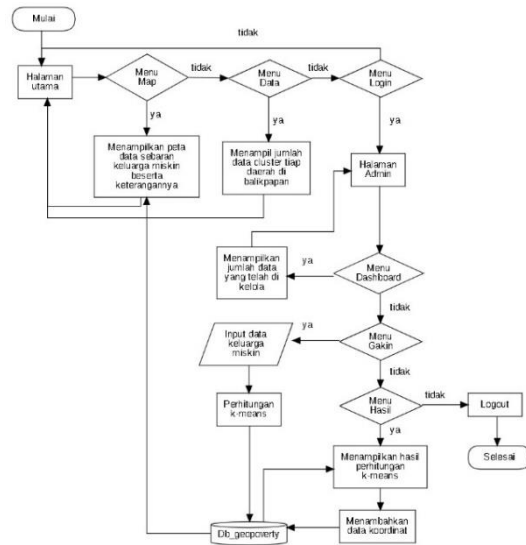 Mulai
tidak
Halaman
utama
Menu
Map
tidak
Menu
Data
tidak
Menu
Login
ya
ya
ya
Menampilkan peta
data sebaran
keluarga miskin
beserta
keterangannya
Menampil jumlah
data cluster tiap
daerah di
balikpapan
Halaman
Admin
Menampilkan
jumlah data
yang telah di
kelola
ya
Menu
Dashboard
tidak
Input data
keluarga
miskin
ya
Menu
Gakin
tidak
Perhitungan
k-means
Menu
Hasil
tidak
Logout
ya
Menampilkan hasil
perhitungan
k-means
Selesai
Db_geopoverty
Menambahkan
data koordinat